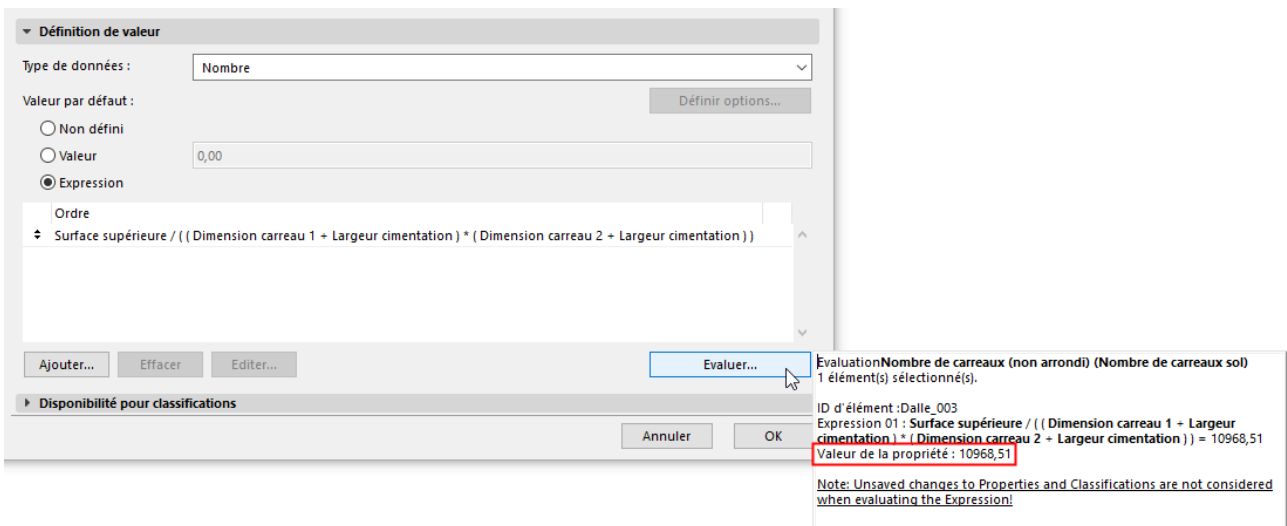 Définition de valeur
Type de données :
Nombre
Valeur par défaut :
Définir options...
Non défini
Valeur
0,00
Expression
Ordre
Surface supérieure / ( ( Dimension carreau 1 + Largeur cimentation ) * ( Dimension carreau 2 + Largeur cimentation ) )
Ajouter...
Effacer
Editer...
Evaluer...
Disponibilité pour classifications
Annuler
OK
EvaluationNombre de carreaux (non arrondi) (Nombre de carreaux sol)
1 élément(s) sélectionné(s).
ID d'élément :Dalle_003
Expression 01 : Surface supérieure / ( ( Dimension carreau 1 + Largeur
cimentation ) * ( Dimension carreau 2 + Largeur cimentation ) ) = 10968,51
Valeur de la propriété : 10968,51
Note: Unsaved changes to Properties and Classifications are not considered
when evaluating the Expression!